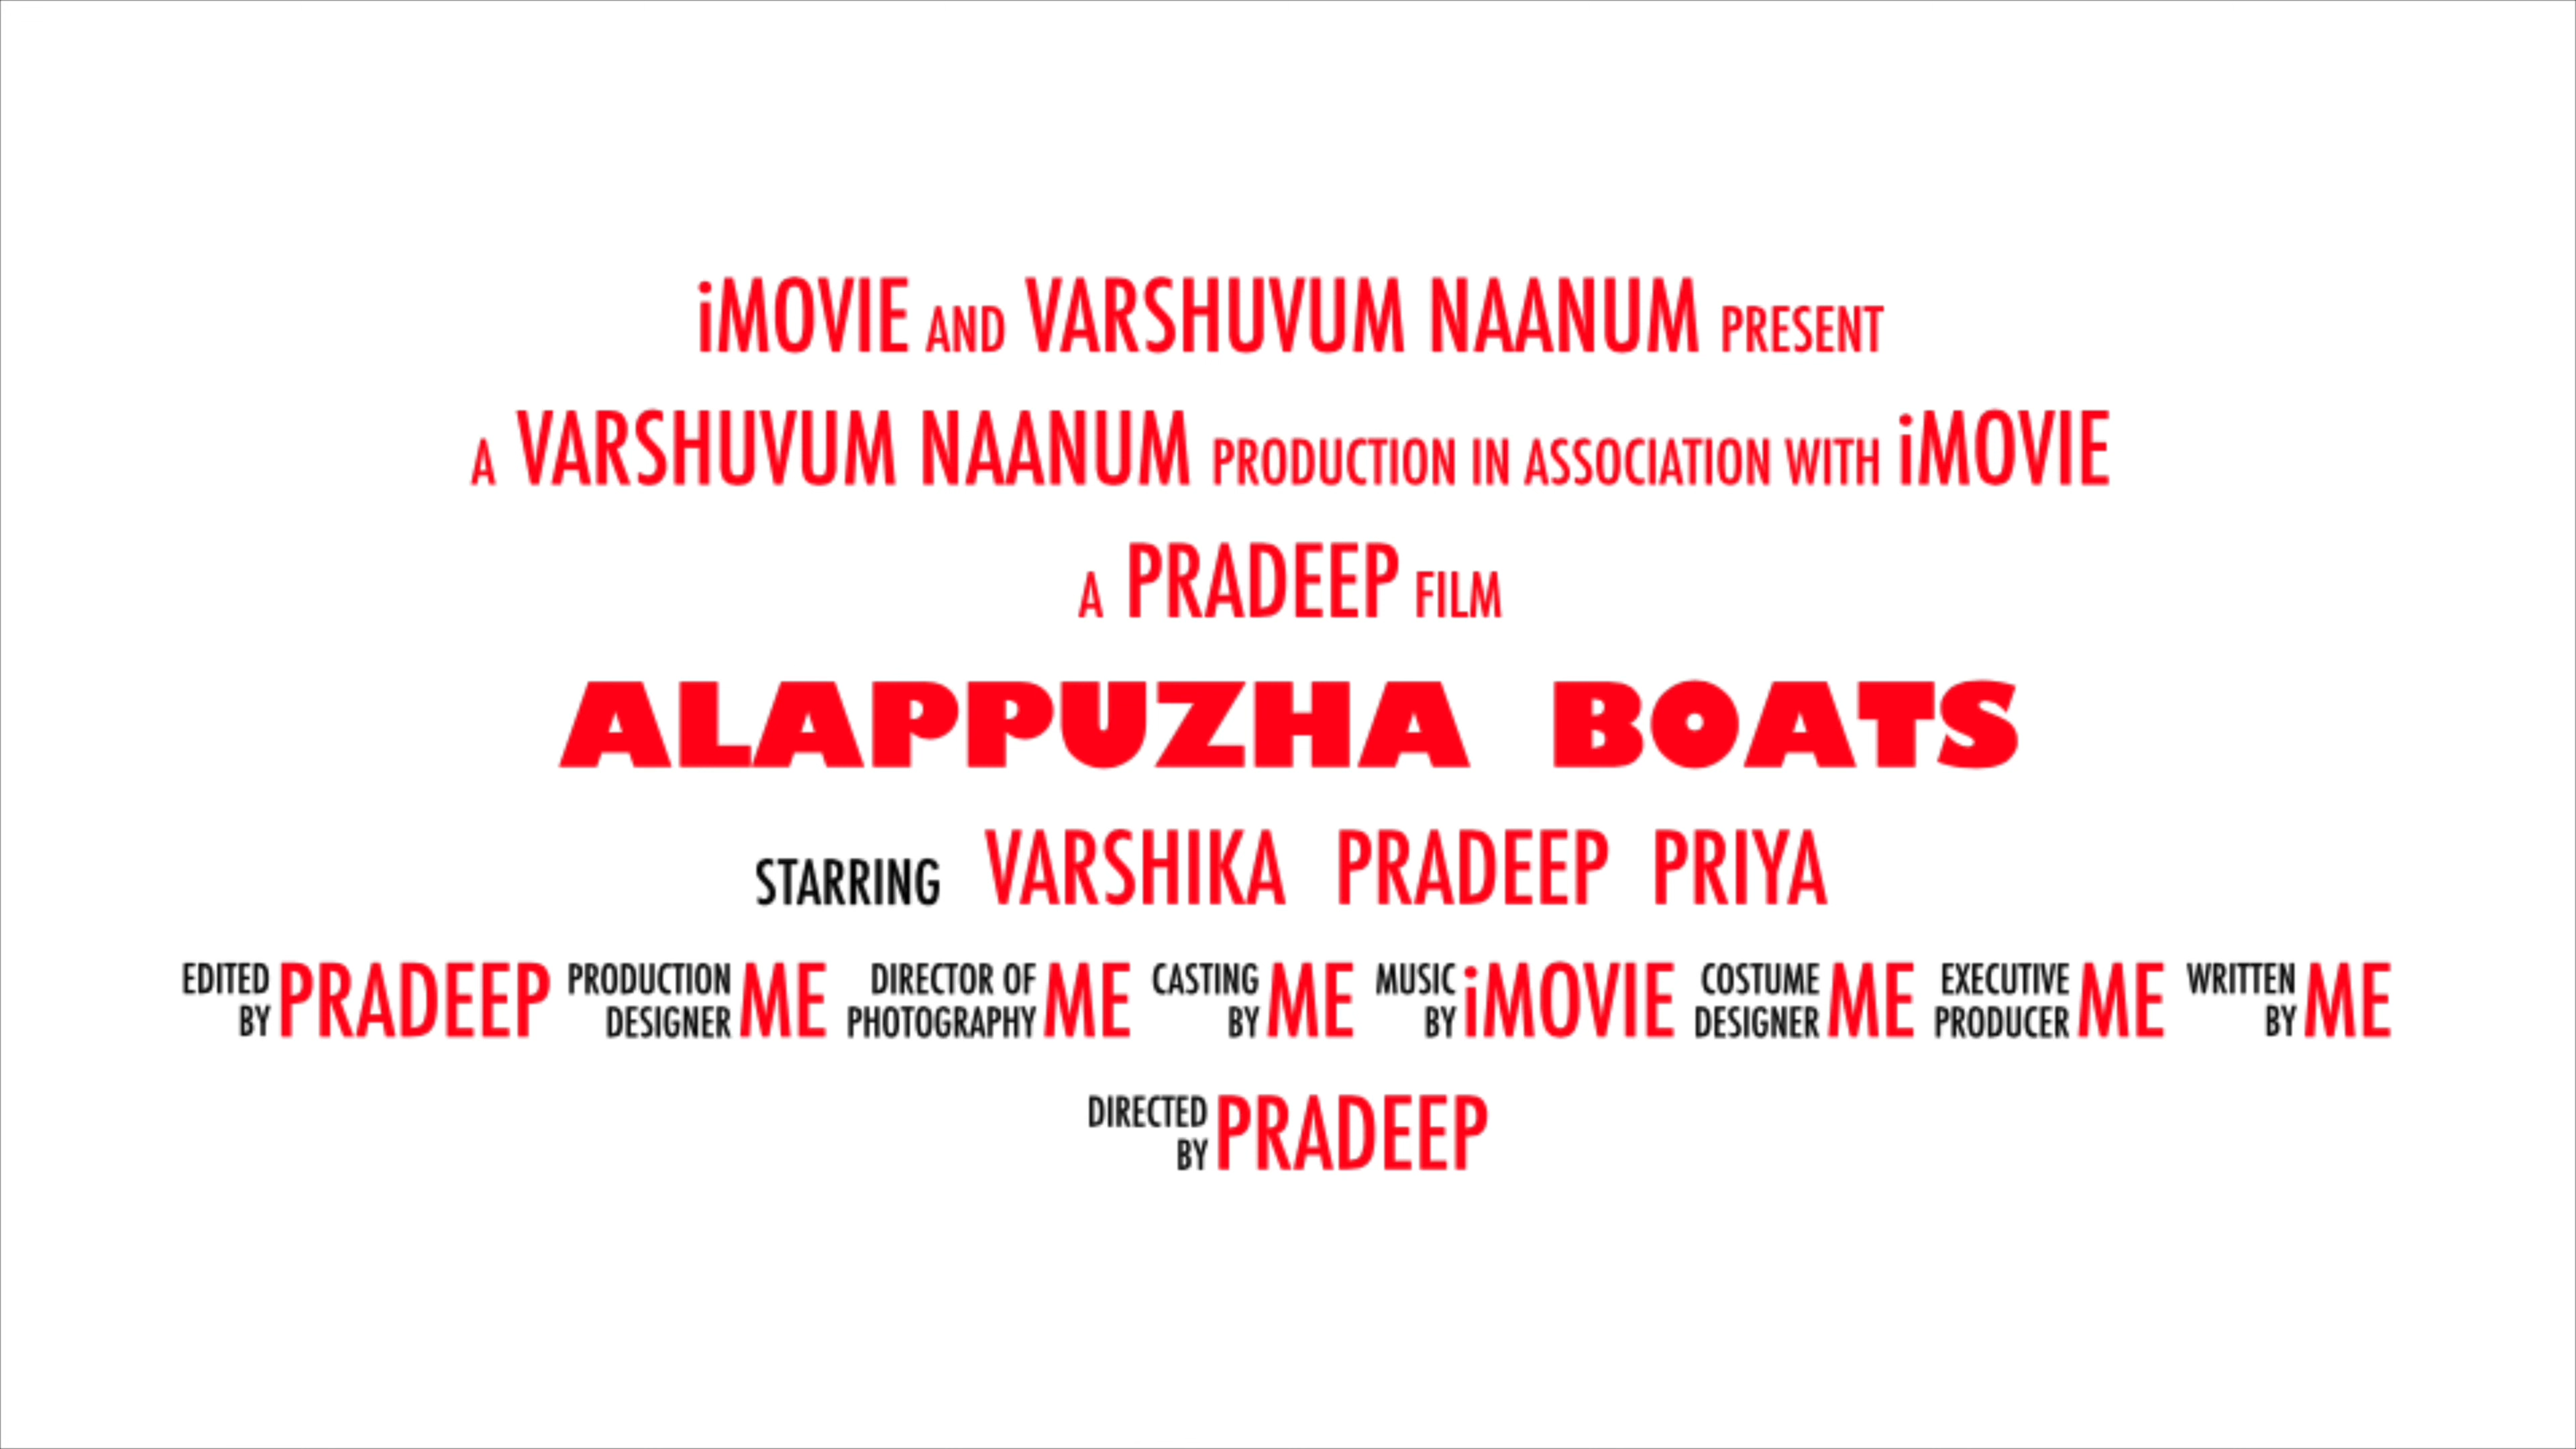 iMOVIE AND VARSHUVUM NAANUM PRESENT
A VARSHUVUM NAANUM PRODUCTION IN ASSOCIATION WITH iMOVIE
A PRADEEP FILM
ALAPPUZHA BOATS
STARRING VARSHIKA PRADEEP PRIYA
EDITED BY PRADEEP PRODUCTION DESIGNER ME DIRECTOR OF PHOTOGRAPHY ME CASTING BY ME MUSIC BY iMOVIE COSTUME DESIGNER ME EXECUTIVE PRODUCER ME WRITTEN BY ME
DIRECTED BY PRADEEP